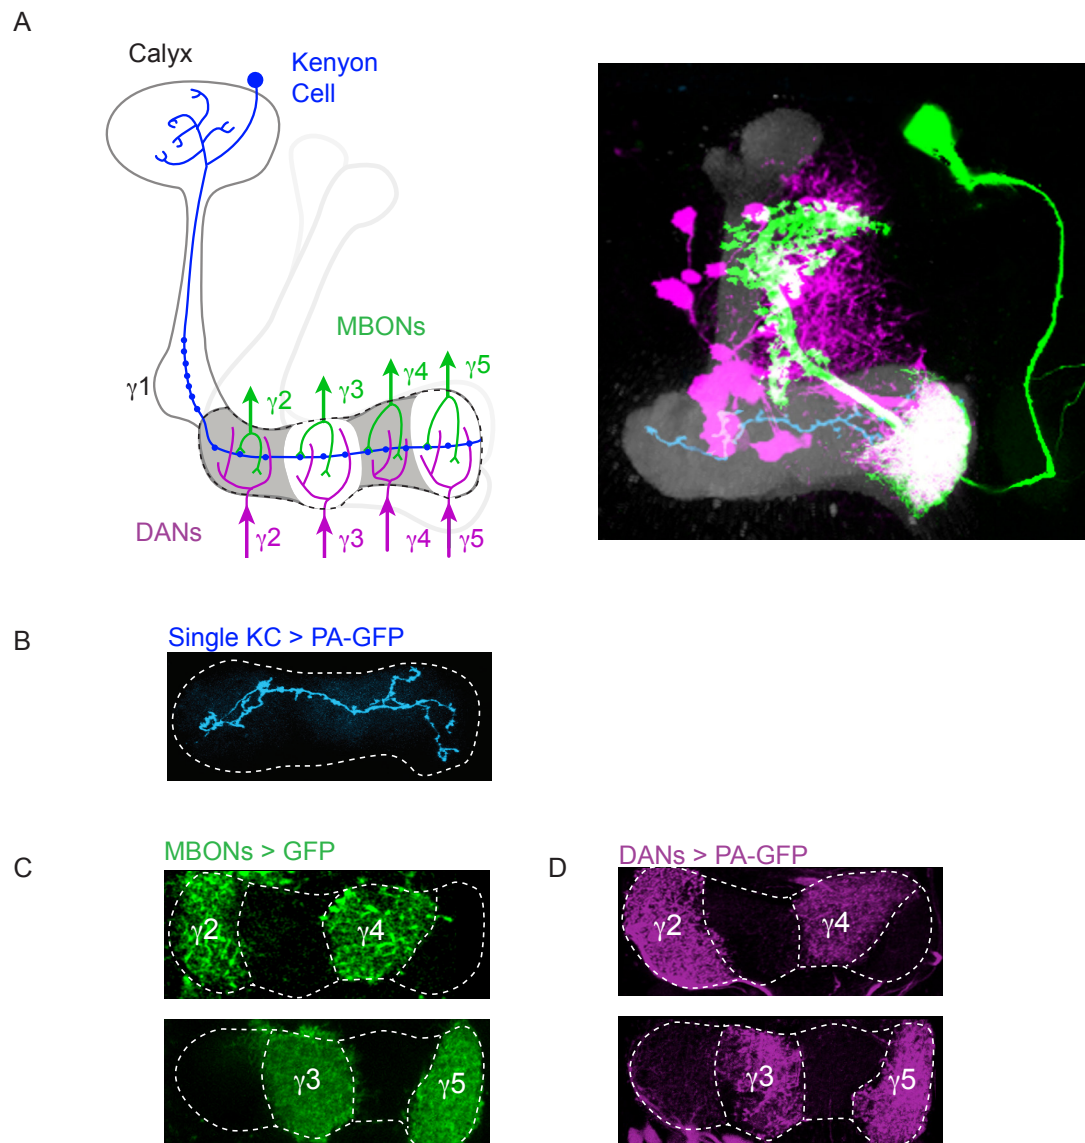 A
Calyx
Kenyon
Cell
MBONs
γ1
γ2
γ3
γ4
γ5
DANs
γ2
γ3
γ4
γ5
B
Single KC > PA-GFP
C
MBONs > GFP
γ2
γ4
γ3
γ5
D
DANs > PA-GFP
γ2
γ4
γ3
γ5